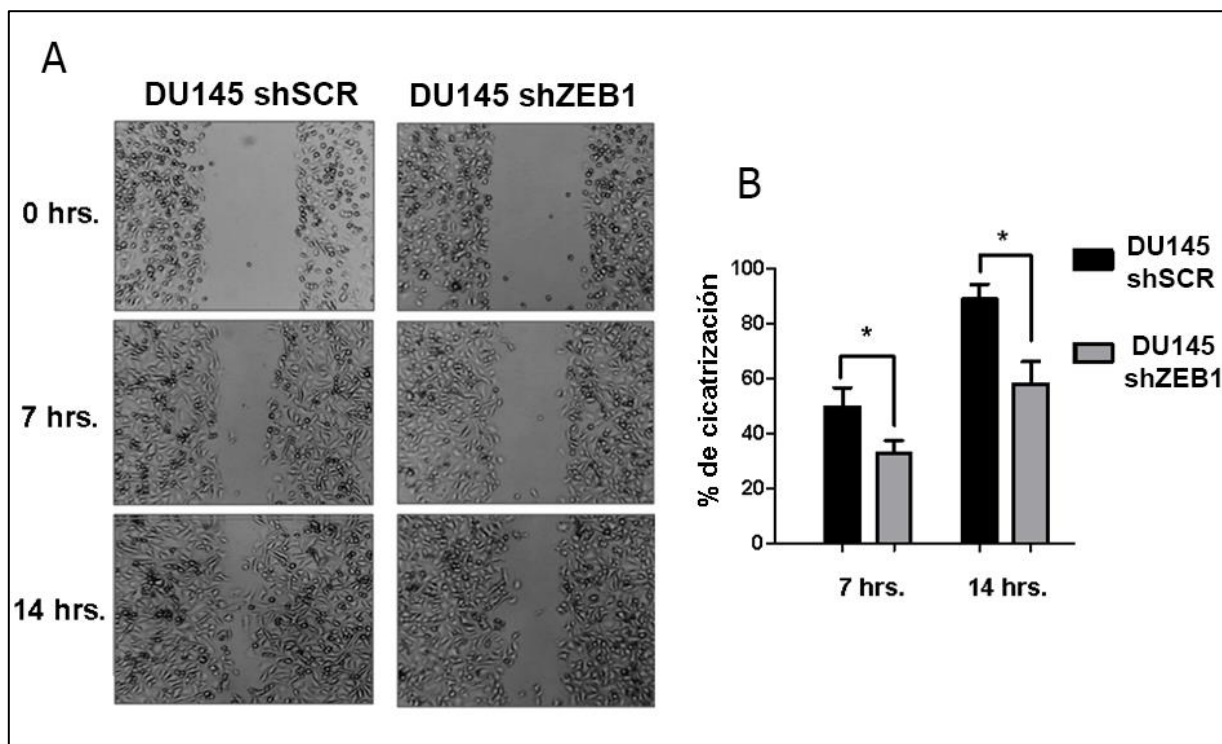 A
DU145 shSCR
DU145 shZEB1
0 hrs.
7 hrs.
14 hrs.
B
% de cicatrización
100
80
60
40
20
0
*
*
7 hrs.
14 hrs.
DU145
shSCR
DU145
shZEB1